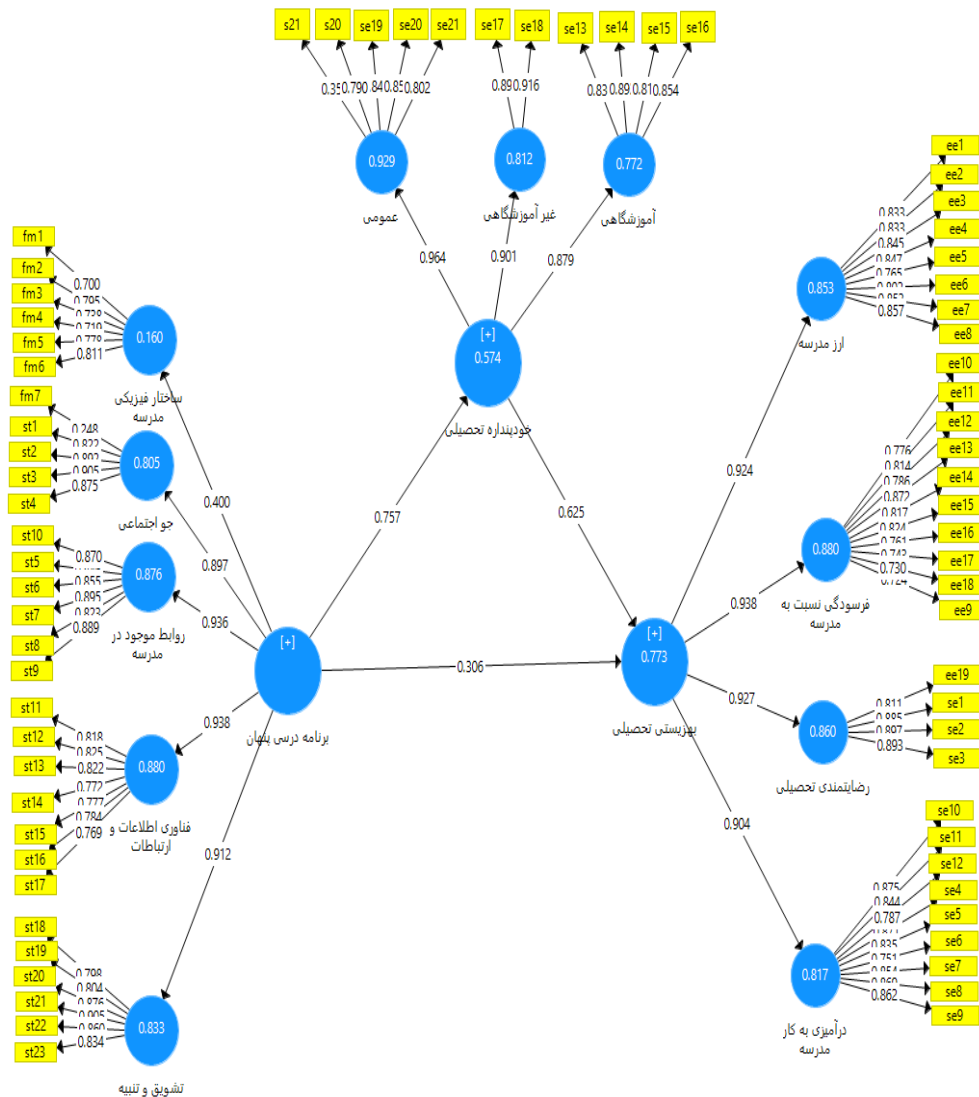 s21
s20
se19
se20
se21
se17
se18
se13
se14
se15
se16
0.790
0.802
0.916
0.854
0.929
عمومی
0.812
غیر آموزشگاهی
0.772
آموزشگاهی
0.964
0.901
0.879
[+]
0.574
خودپنداره تحصیلی
fm1
fm2
fm3
fm4
fm5
fm6
0.700
0.811
0.160
ساختار فیزیکی
مدرسه
fm7
st1
st2
st3
st4
0.248
0.905
0.875
0.805
جو اجتماعی
st10
st5
st6
st7
st8
st9
0.870
0.855
0.895
0.889
0.876
روابط موجود در
مدرسه
st11
st12
st13
st14
st15
st16
st17
0.818
0.825
0.822
0.772
0.784
0.769
0.880
فناوری اطلاعات و
ارتباطات
st18
st19
st20
st21
st22
st23
0.804
0.834
0.833
تشویق و تنبیه
0.400
0.897
0.936
0.938
0.912
[+]
برنامه درسی پنهان
0.757
0.625
0.306
[+]
0.773
بهزیستی تحصیلی
0.924
0.938
0.927
0.904
ee1
ee2
ee3
ee4
ee5
ee6
ee7
ee8
0.833
0.845
0.847
0.765
0.857
0.853
ارز مدرسه
ee10
ee11
ee12
ee13
ee14
ee15
ee16
ee17
ee18
ee9
0.776
0.814
0.786
0.872
0.817
0.730
0.880
فرسودگی نسبت به
مدرسه
ee19
se1
se2
se3
0.811
0.897
0.893
0.860
رضایتمندی تحصیلی
se10
se11
se12
se4
se5
se6
se7
se8
se9
0.875
0.844
0.787
0.835
0.751
0.862
0.817
درآمیزی به کار
مدرسه